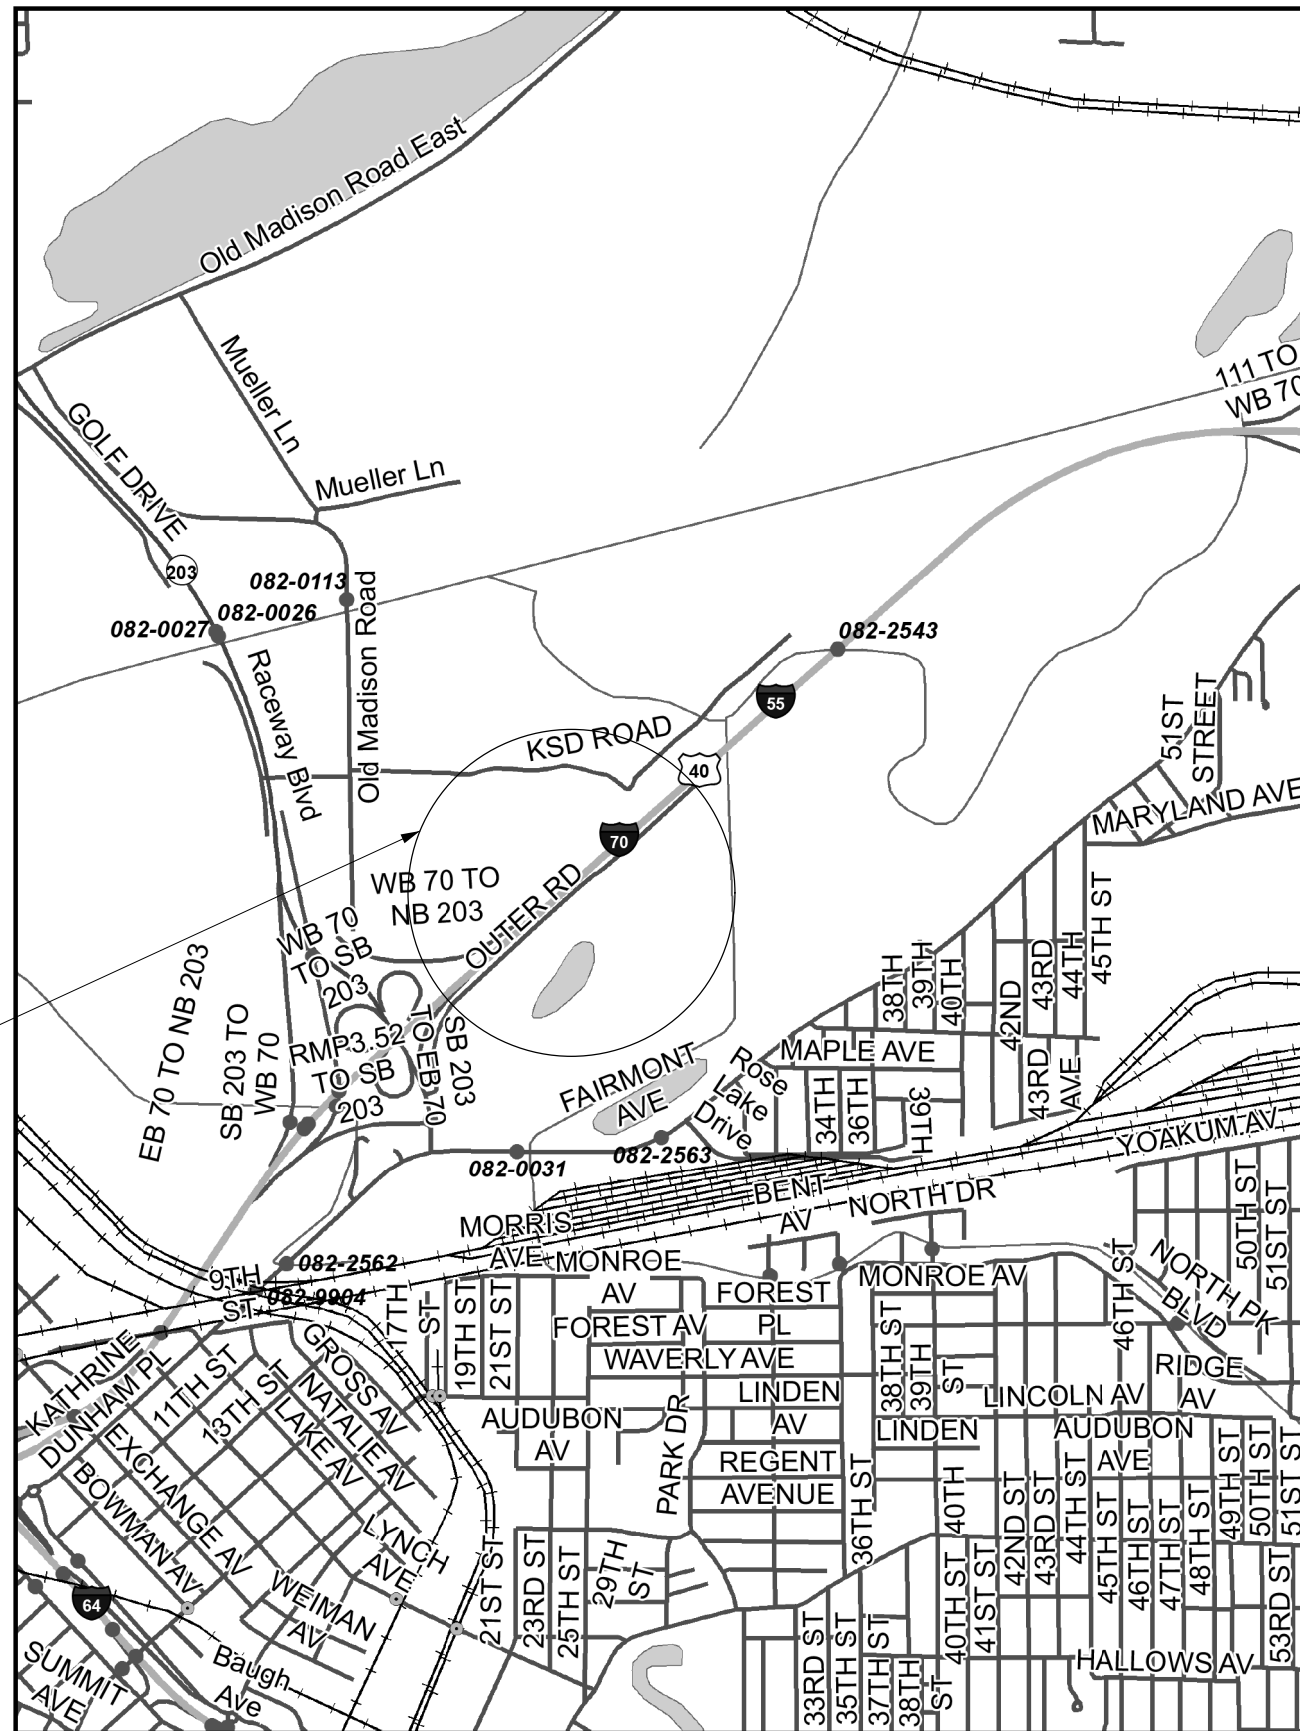 Old Madison Road East
111 TO
WB 70
Mueller Ln
GOLF DRIVE
Mueller Ln
203
082-0113
082-0026
082-0027
Old Madison Road
Raceway Blvd
082-2543
55
KSD ROAD
40
70
51ST
STREET
MARYLAND AVE
WB 70 TO
NB 203
OUTER RD
WB 70
TO SB
203
EB 70 TO NB 203
SB 203 TO
WB 70
RMP3.52
TO SB
203
SB 203
TO EB 70
38TH
39TH
40TH
42ND
43RD
44TH
45TH ST
FAIRMONT
AVE
Rose
Lake
Drive
MAPLE AVE
34TH
36TH
39TH
43RD
AVE
082-0031
082-2563
YOAKUM AV
BENT
AV
NORTH DR
50TH ST
51ST ST
MORRIS
AVE
MONROE
AV
082-2562
9TH
ST
082-9904
MONROE AV
46TH ST
NORTH PK
BLVD
17TH
ST
19TH ST
21ST ST
FOREST
PL
FOREST AV
WAVERLY AVE
38TH ST
39TH
ST
RIDGE
AV
KATHRINE
DUNHAM PL
11TH ST
13TH ST
GROSS AV
NATALIE AV
LAKE AV
LINDEN
AV
LINCOLN AV
LINDEN
AUDUBON
AV
AUDUBON
AVE
PARK DR
REGENT
AVENUE
EXCHANGE AV
BOWMAN AV
LYNCH
AVE
36TH ST
40TH
42ND ST
43RD ST
44TH ST
45TH ST
46TH ST
47TH ST
48TH ST
49TH ST
50TH ST
51ST ST
21ST ST
23RD ST
25TH ST
29TH
ST
64
WEIMAN
AV
Baugh
Ave
SUMMIT
AVE
33RD ST
35TH ST
37TH ST
38TH
ST
40TH ST
41ST ST
HALLOWS AV
53RD ST